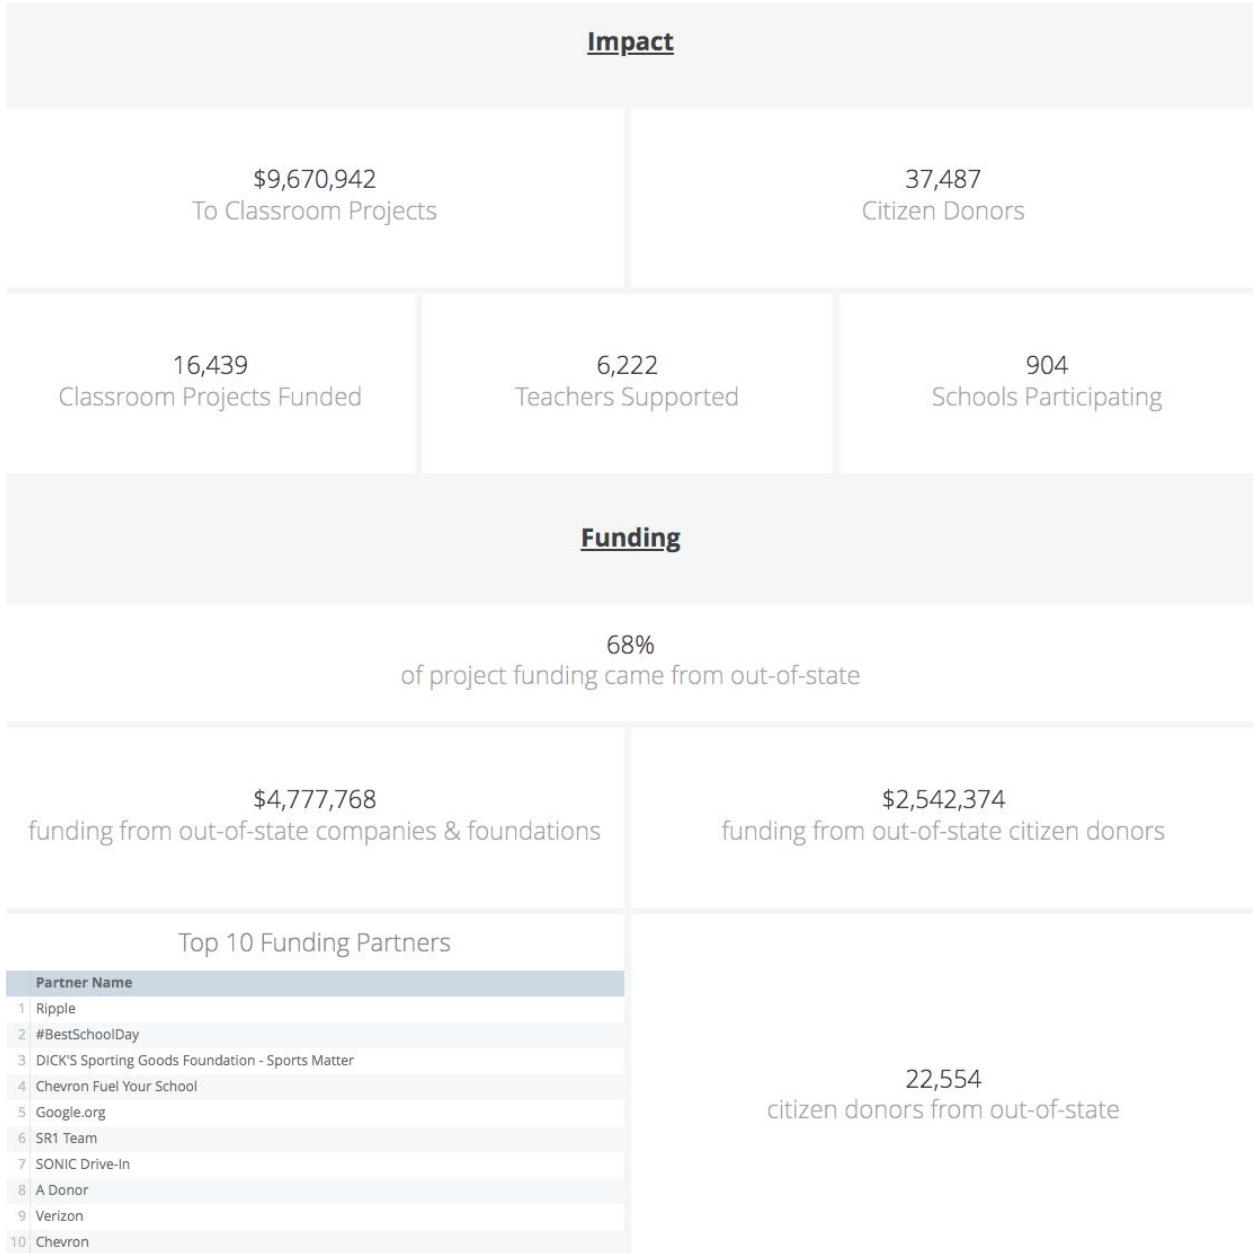 Impact
$9,670,942
To Classroom Projects
37,487
Citizen Donors
16,439
Classroom Projects Funded
6,222
Teachers Supported
904
Schools Participating
Funding
68%
of project funding came from out-of-state
$4,777,768
funding from out-of-state companies & foundations
$2,542,374
funding from out-of-state citizen donors
Top 10 Funding Partners
Partner Name
1 Ripple
2 #BestSchoolDay
3 DICK'S Sporting Goods Foundation - Sports Matter
4 Chevron Fuel Your School
5 Google.org
6 SR1 Team
7 SONIC Drive-In
8 A Donor
9 Verizon
10 Chevron
22,554
citizen donors from out-of-state